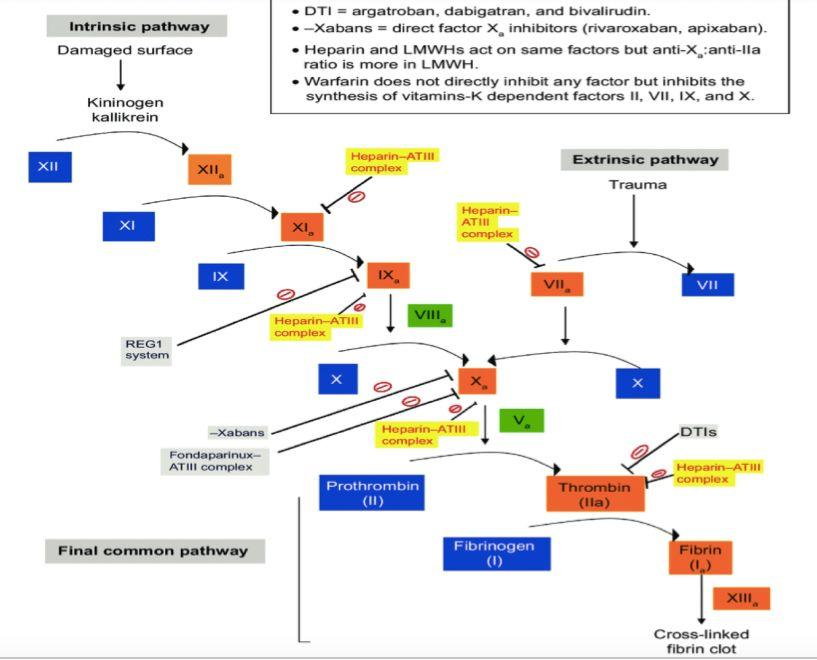 Intrinsic pathway
Damaged surface
Kininogen
kallikrein
• DTI = argatroban, dabigatran, and bivalirudin.
• –Xabans = direct factor Xa inhibitors (rivaroxaban, apixaban).
• Heparin and LMWHs act on same factors but anti-Xa:anti-IIa
ratio is more in LMWH.
• Warfarin does not directly inhibit any factor but inhibits the
synthesis of vitamins-K dependent factors II, VII, IX, and X.
XII
XIIa
Heparin–ATIII
complex
Extrinsic pathway
Trauma
XI
XIa
Heparin–
ATIII
complex
IX
IXa
VIIa
VII
Heparin–ATIII
complex
VIIIa
REG1
system
X
Xa
X
–Xabans
Fondaparinux–
ATIII complex
Heparin–ATIII
complex
Va
DTIs
Heparin–ATIII
complex
Prothrombin
(II)
Thrombin
(IIa)
Final common pathway
Fibrinogen
(I)
Fibrin
(Ia)
XIIIa
Cross-linked
fibrin clot